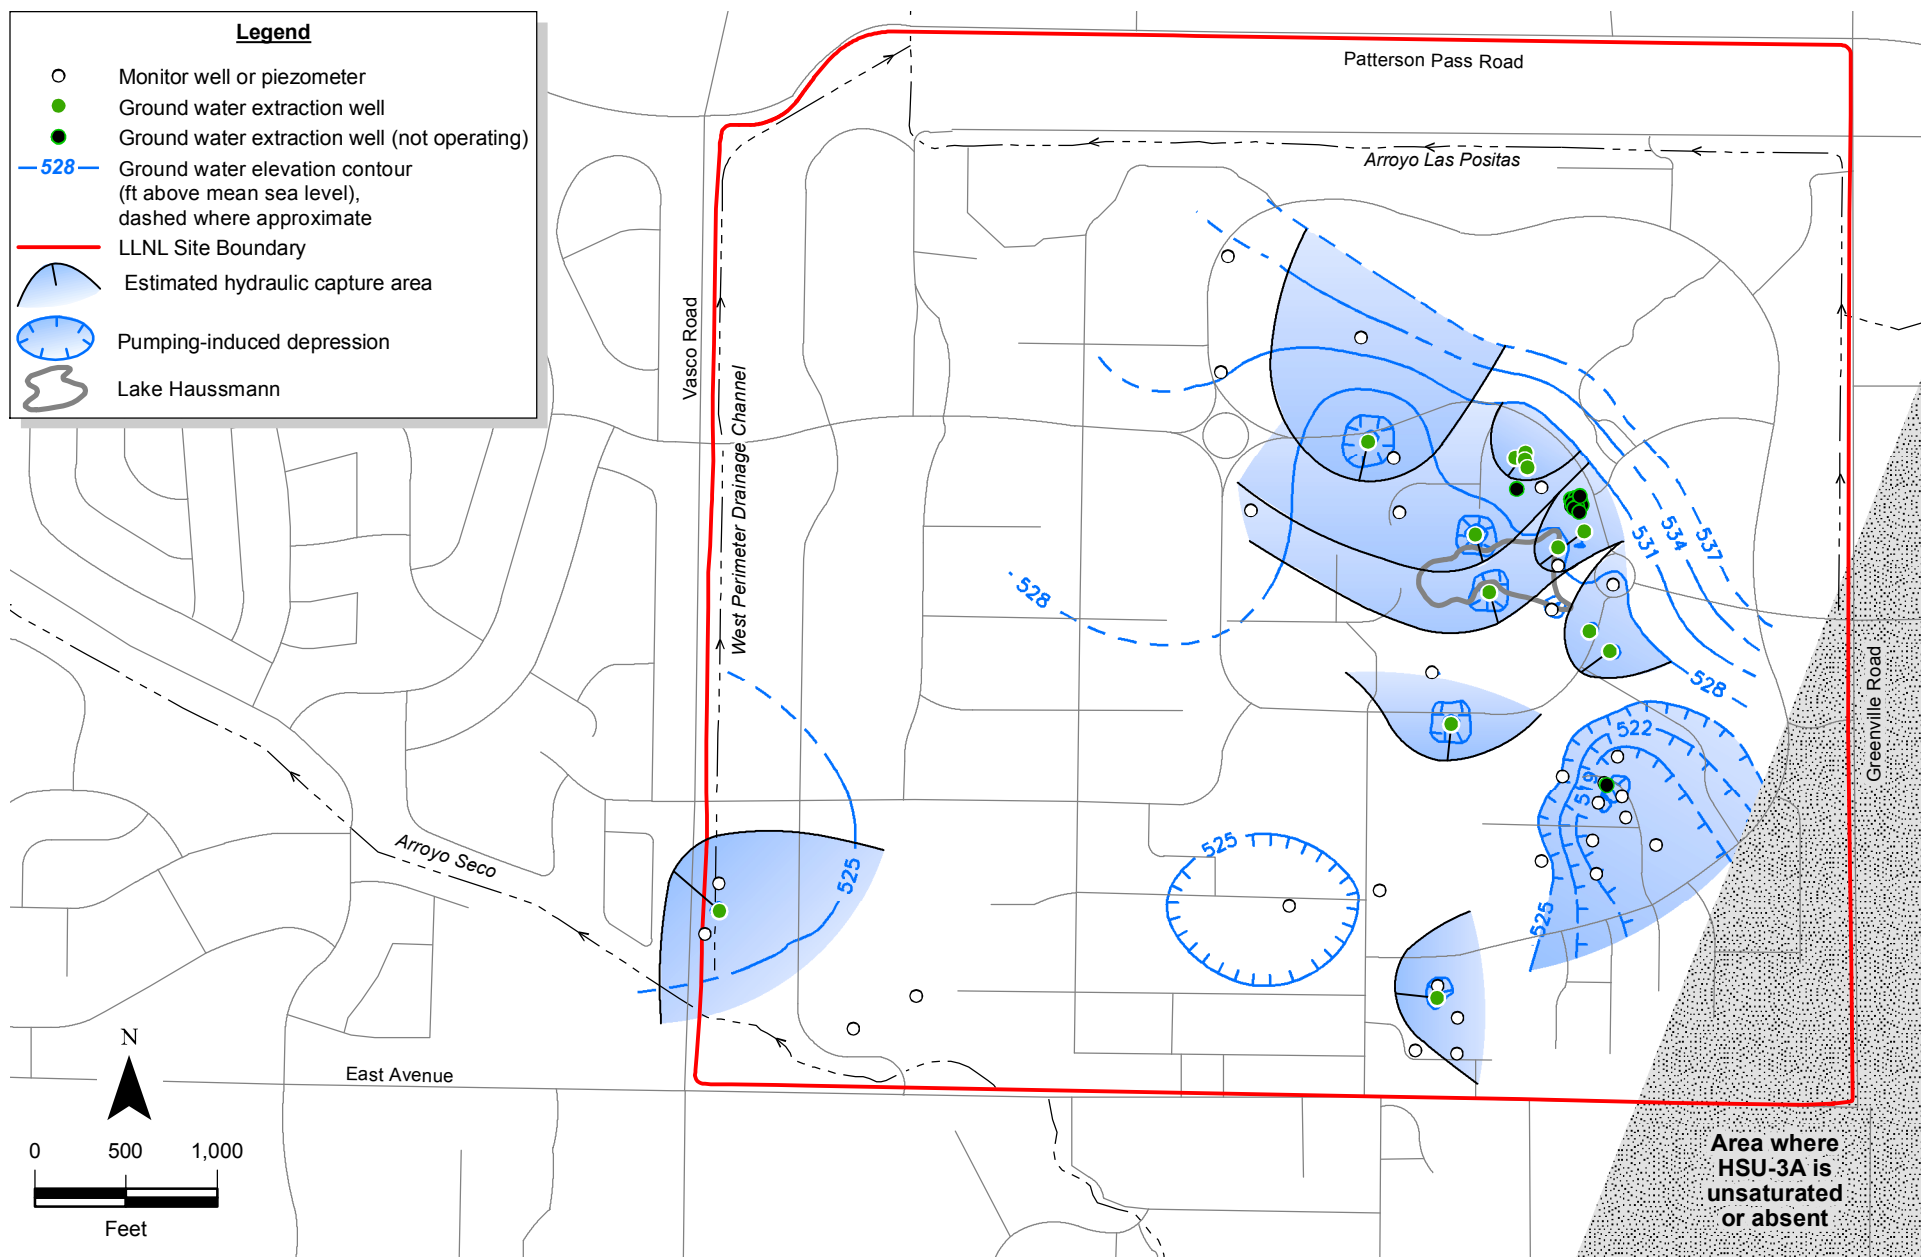 Legend
Monitor well or piezometer
Ground water extraction well
Ground water extraction well (not operating)
528
Ground water elevation contour
(ft above mean sea level),
dashed where approximate
LLNL Site Boundary
Estimated hydraulic capture area
Pumping-induced depression
Lake Haussmann
Patterson Pass Road
Arroyo Las Positas
Vasco Road
West Perimeter Drainage Channel
537
534
531
528
528
Greenville Road
522
519
525
525
525
Arroyo Seco
East Avenue
N
0 500 1,000
Feet
Area where
HSU-3A is
unsaturated
or absent